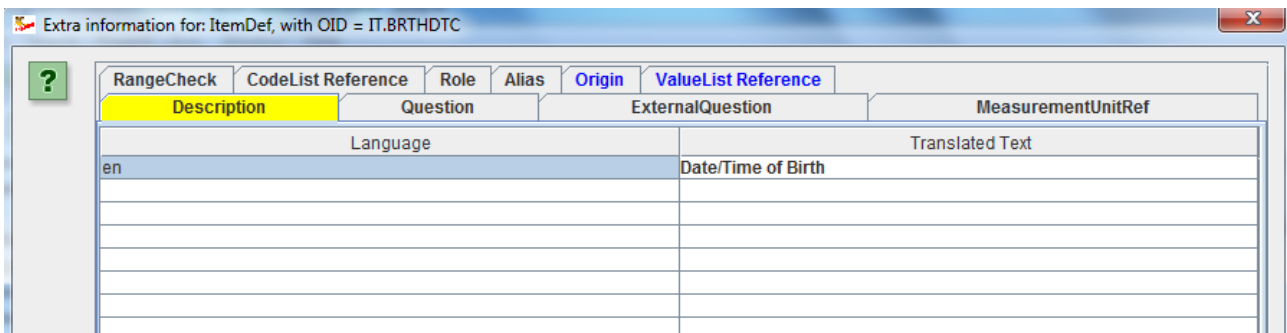 Extra information for: ItemDef, with OID = IT.BRTHDTC
x
?
RangeCheck CodeList Reference Role Alias Origin ValueList Reference
Description Question ExternalQuestion MeasurementUnitRef
Language Translated Text
en Date/Time of Birth